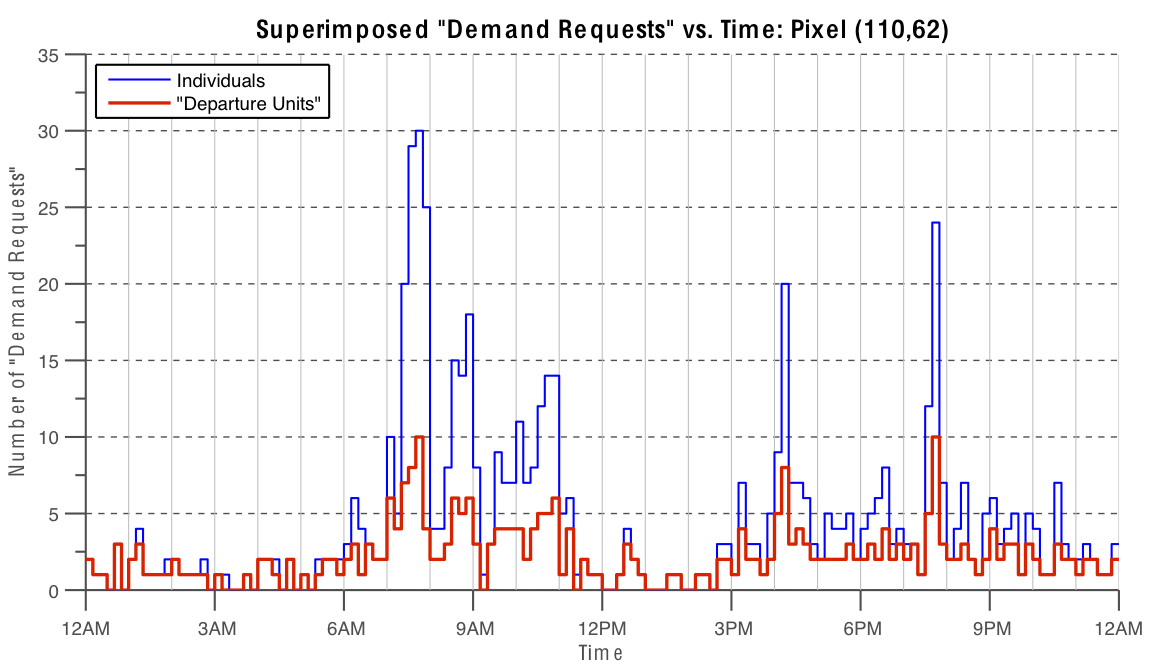 Superimposed "Demand Requests" vs. Time: Pixel (110,62)
Individuals
"Departure Units"
Number of "Demand Requests"
35
30
25
20
15
10
5
0
12AM 3AM 6AM 9AM 12PM 3PM 6PM 9PM 12AM
Time